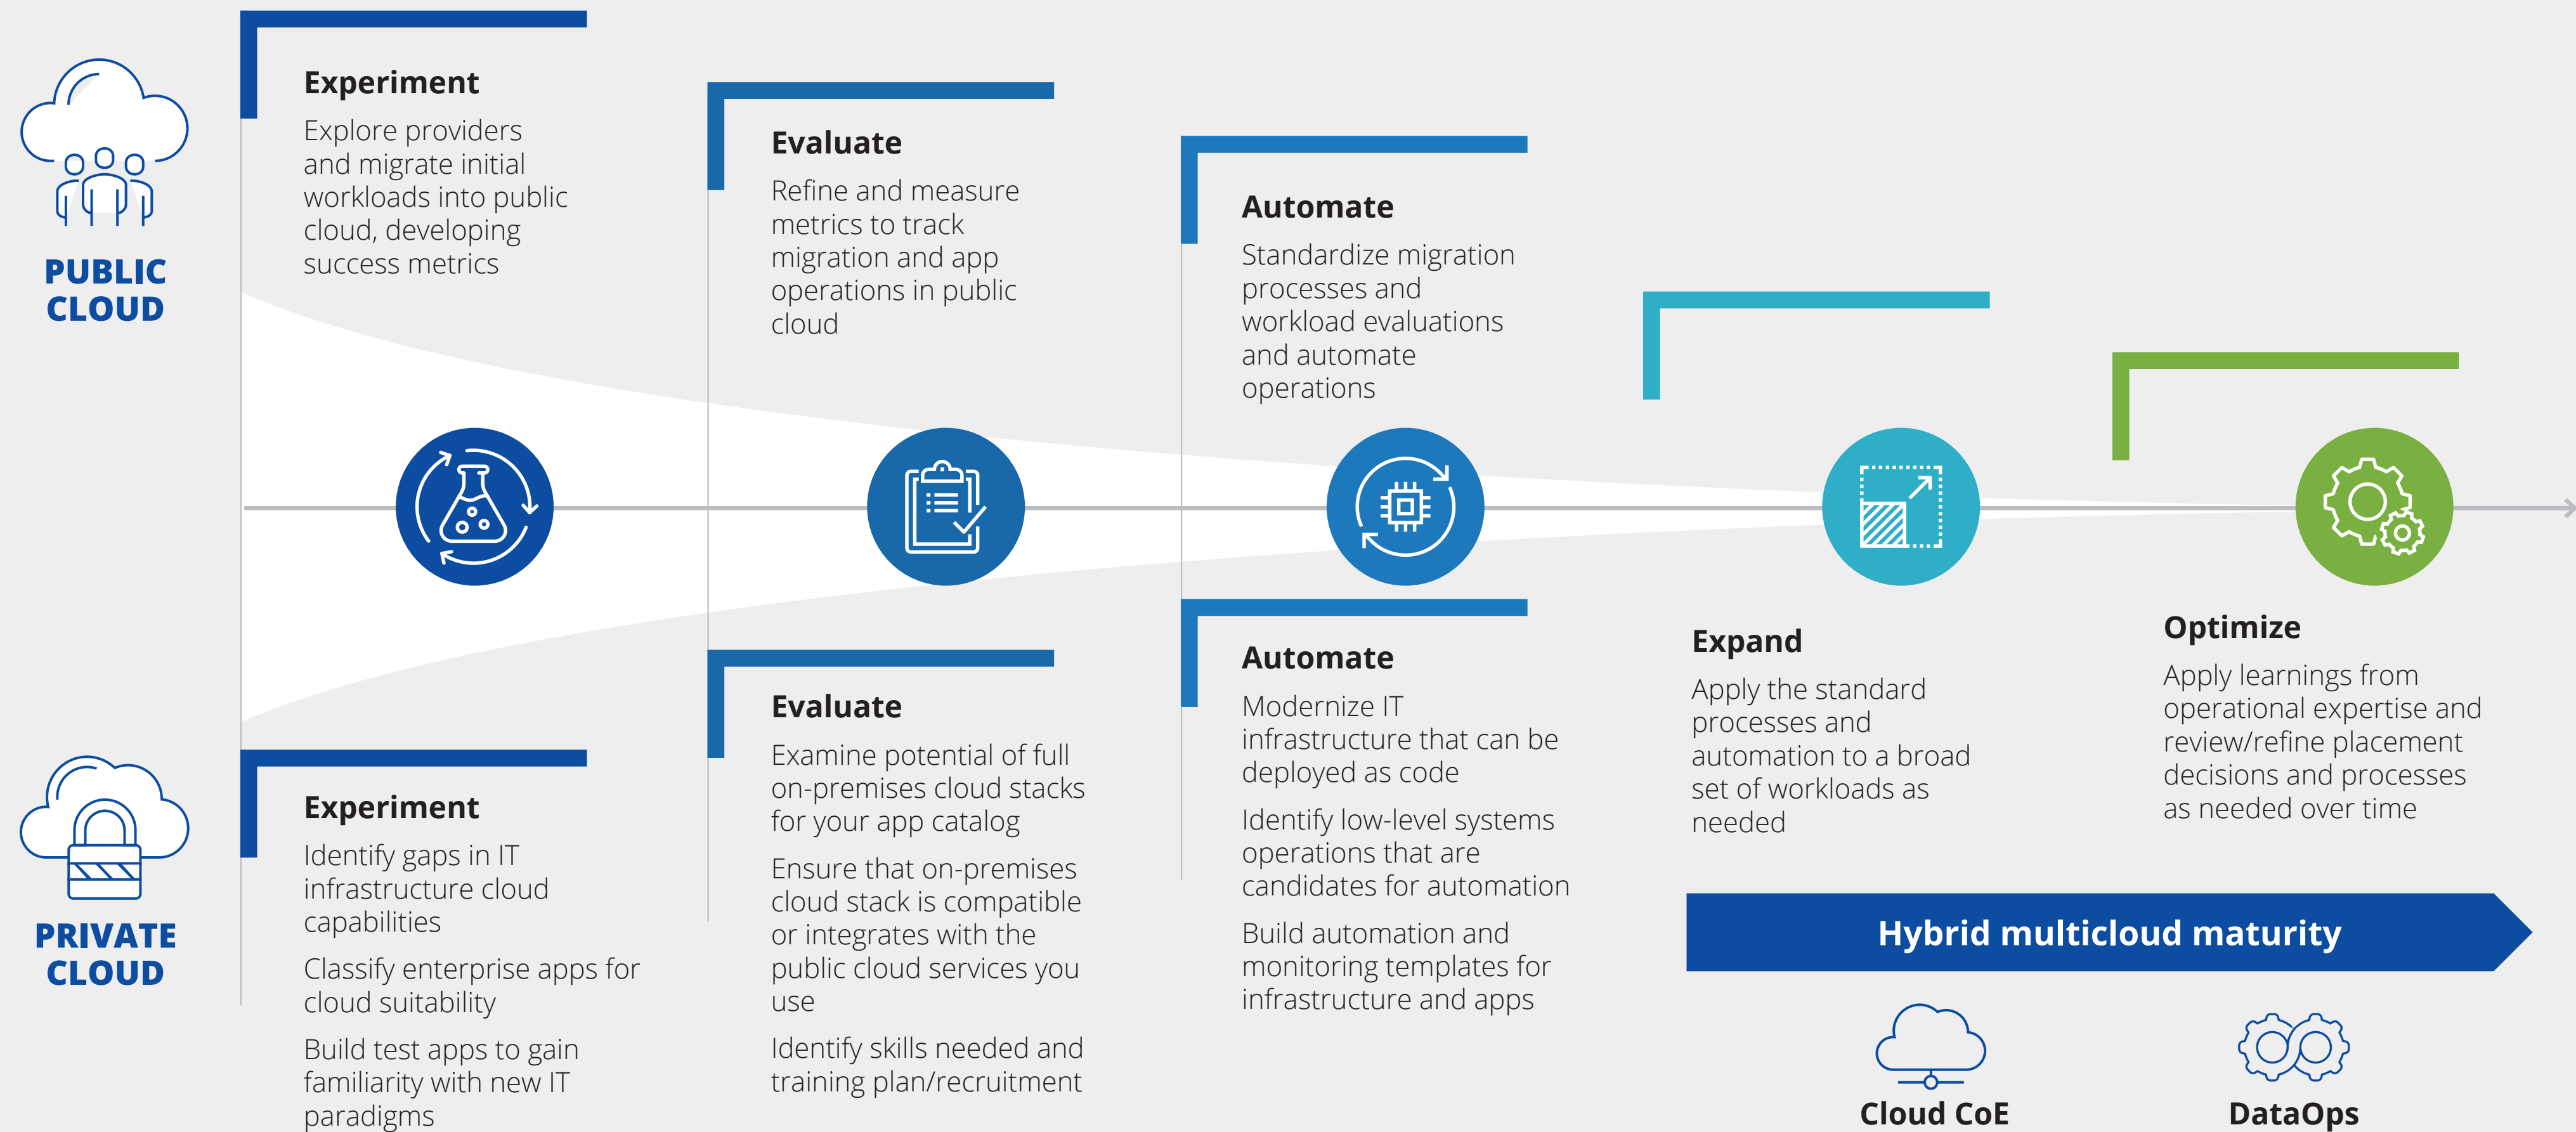 PUBLIC
CLOUD
Experiment
Explore providers
and migrate initial
workloads into public
cloud, developing
success metrics
Evaluate
Refine and measure
metrics to track
migration and app
operations in public
cloud
Automate
Standardize migration
processes and
workload evaluations
and automate
operations
PRIVATE
CLOUD
Experiment
Identify gaps in IT
infrastructure cloud
capabilities
Classify enterprise apps for
cloud suitability
Build test apps to gain
familiarity with new IT
paradigms
Evaluate
Examine potential of full
on-premises cloud stacks
for your app catalog
Ensure that on-premises
cloud stack is compatible
or integrates with the
public cloud services you
use
Identify skills needed and
training plan/recruitment
Automate
Modernize IT
infrastructure that can be
deployed as code
Identify low-level systems
operations that are
candidates for automation
Build automation and
monitoring templates for
infrastructure and apps
Expand
Apply the standard
processes and
automation to a broad
set of workloads as
needed
Optimize
Apply learnings from
operational expertise and
review/refine placement
decisions and processes
as needed over time
Hybrid multicloud maturity
Cloud CoE
DataOps